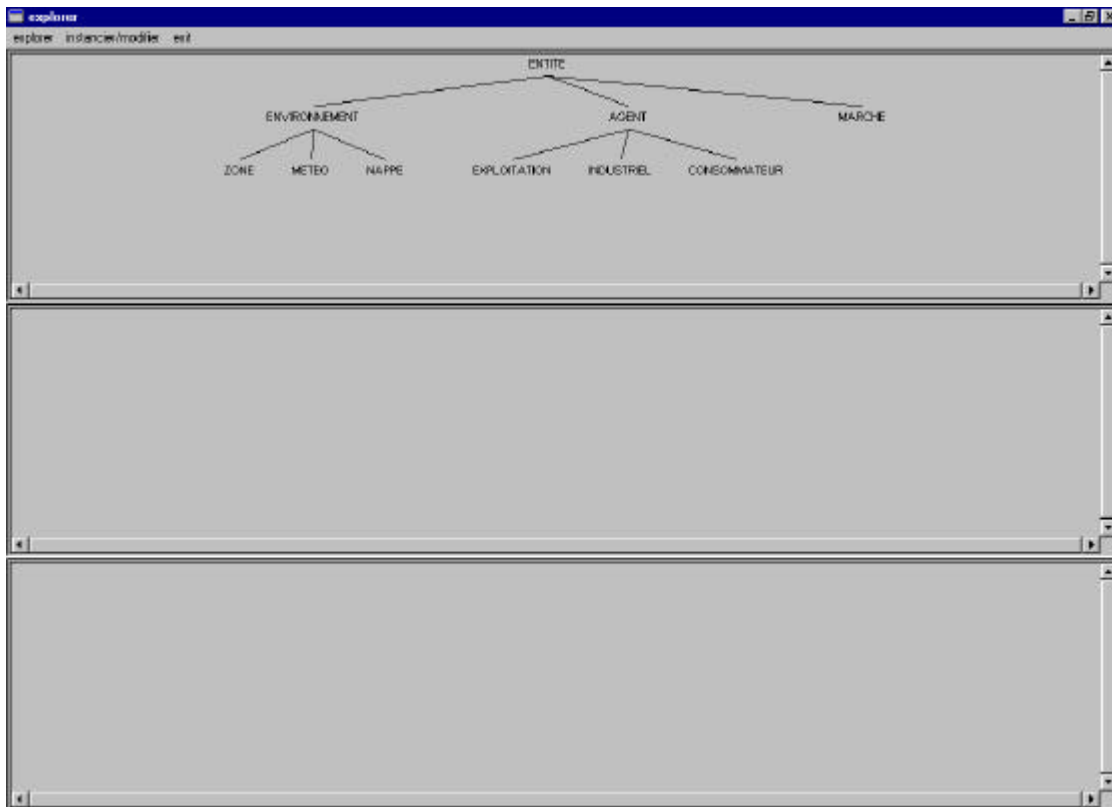 explorer
explorer instancier/modifier exit
ENTITE
ENVIRONNEMENT AGENT MARCHE
ZONE METEO NAPPE EXPLOITATION INDUSTRIEL CONSOMMATEUR